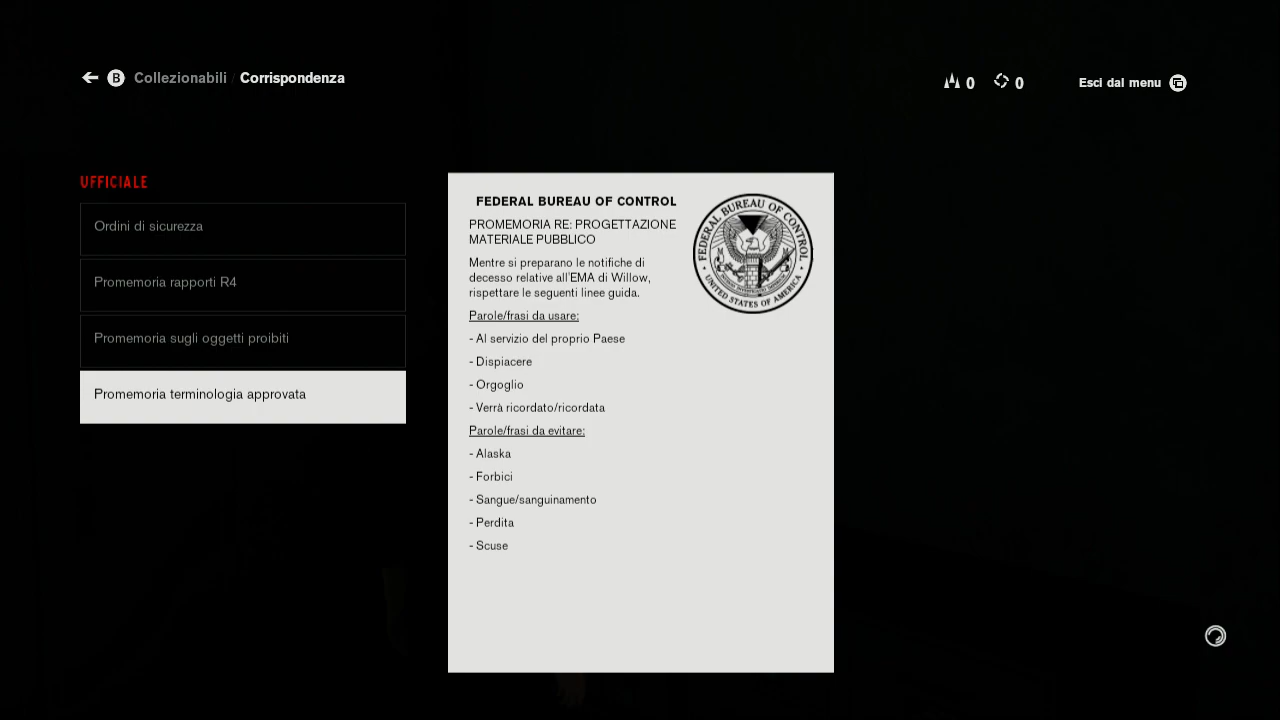 B Collezionabili / Corrispondenza
0 0 Esci dal menu
UFFICIALE
Ordini di sicurezza
Promemoria rapporti R4
Promemoria sugli oggetti proibiti
Promemoria terminologia approvata
FEDERAL BUREAU OF CONTROL
PROMEMORIA RE: PROGETTAZIONE
MATERIALE PUBBLICO
Mentre si preparano le notifiche di
decesso relative all'EMA di Willow,
rispettare le seguenti linee guida.
Parole/frasi da usare:
- Al servizio del proprio Paese
- Dispiacere
- Orgoglio
- Verrà ricordato/ricordata
Parole/frasi da evitare:
- Alaska
- Forbici
- Sangue/sanguinamento
- Perdita
- Scuse
FEDERAL BUREAU OF CONTROL
UNITED STATES OF AMERICA